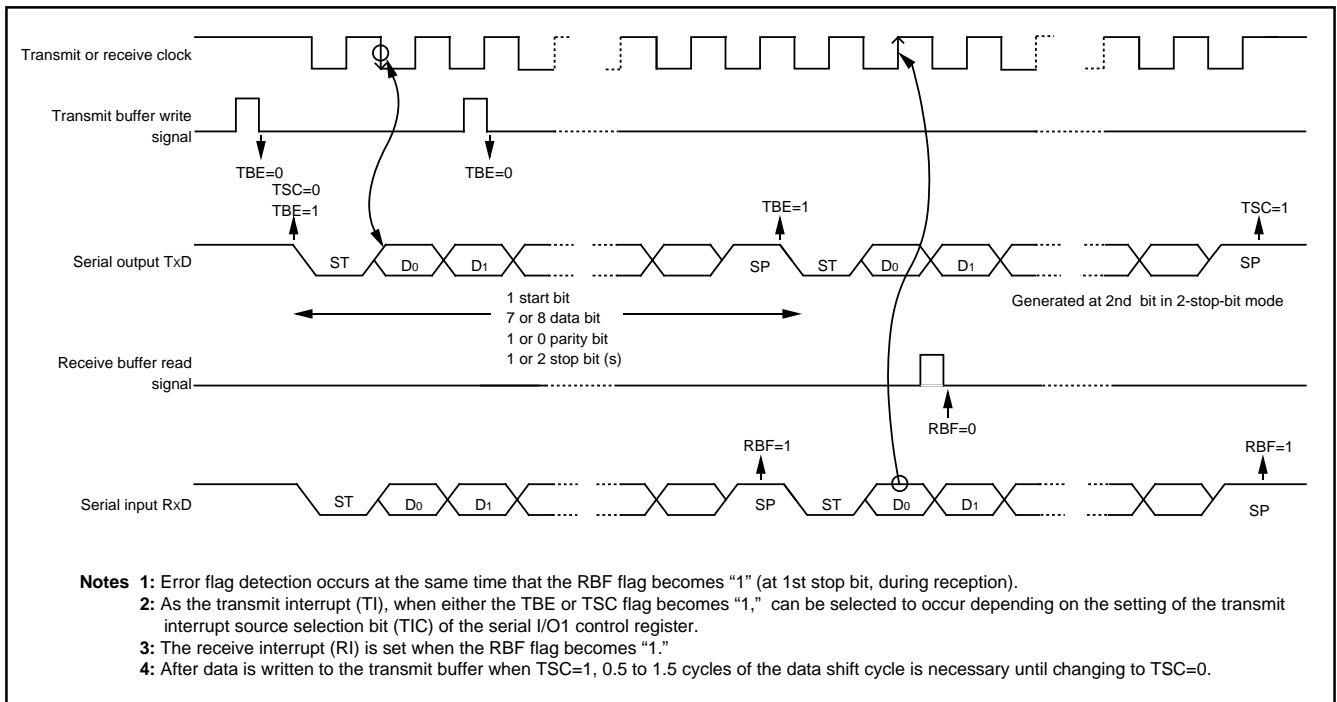 Transmit or receive clock
Transmit buffer write
signal
TBE=0
TSC=0
TBE=1
TBE=0
TBE=1
TSC=1
Serial output TxD
ST
D0
D1
SP
ST
D0
D1
SP
1 start bit
7 or 8 data bit
1 or 0 parity bit
1 or 2 stop bit (s)
Generated at 2nd bit in 2-stop-bit mode
Receive buffer read
signal
RBF=0
RBF=1
RBF=1
Serial input RxD
ST
D0
D1
SP
ST
D0
D1
SP
Notes 1: Error flag detection occurs at the same time that the RBF flag becomes “1” (at 1st stop bit, during reception).
2: As the transmit interrupt (TI), when either the TBE or TSC flag becomes “1,” can be selected to occur depending on the setting of the transmit
interrupt source selection bit (TIC) of the serial I/O1 control register.
3: The receive interrupt (RI) is set when the RBF flag becomes “1.”
4: After data is written to the transmit buffer when TSC=1, 0.5 to 1.5 cycles of the data shift cycle is necessary until changing to TSC=0.